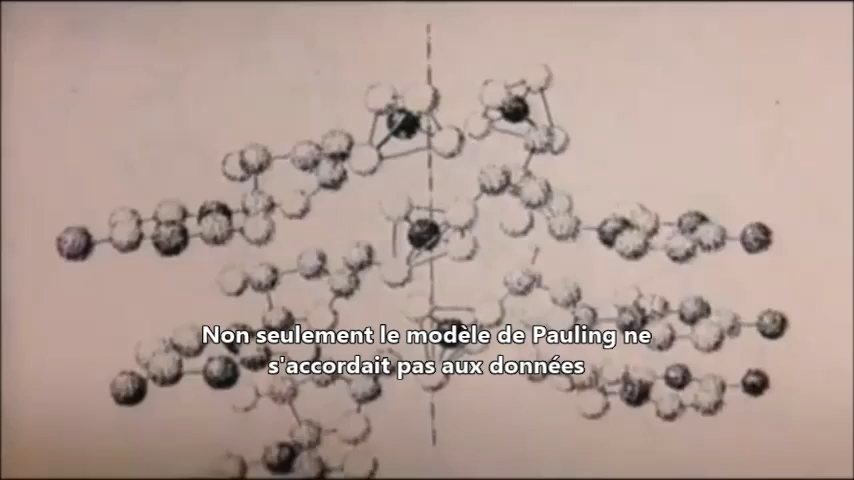 Non seulement le modèle de Pauling ne
s'accordait pas aux données